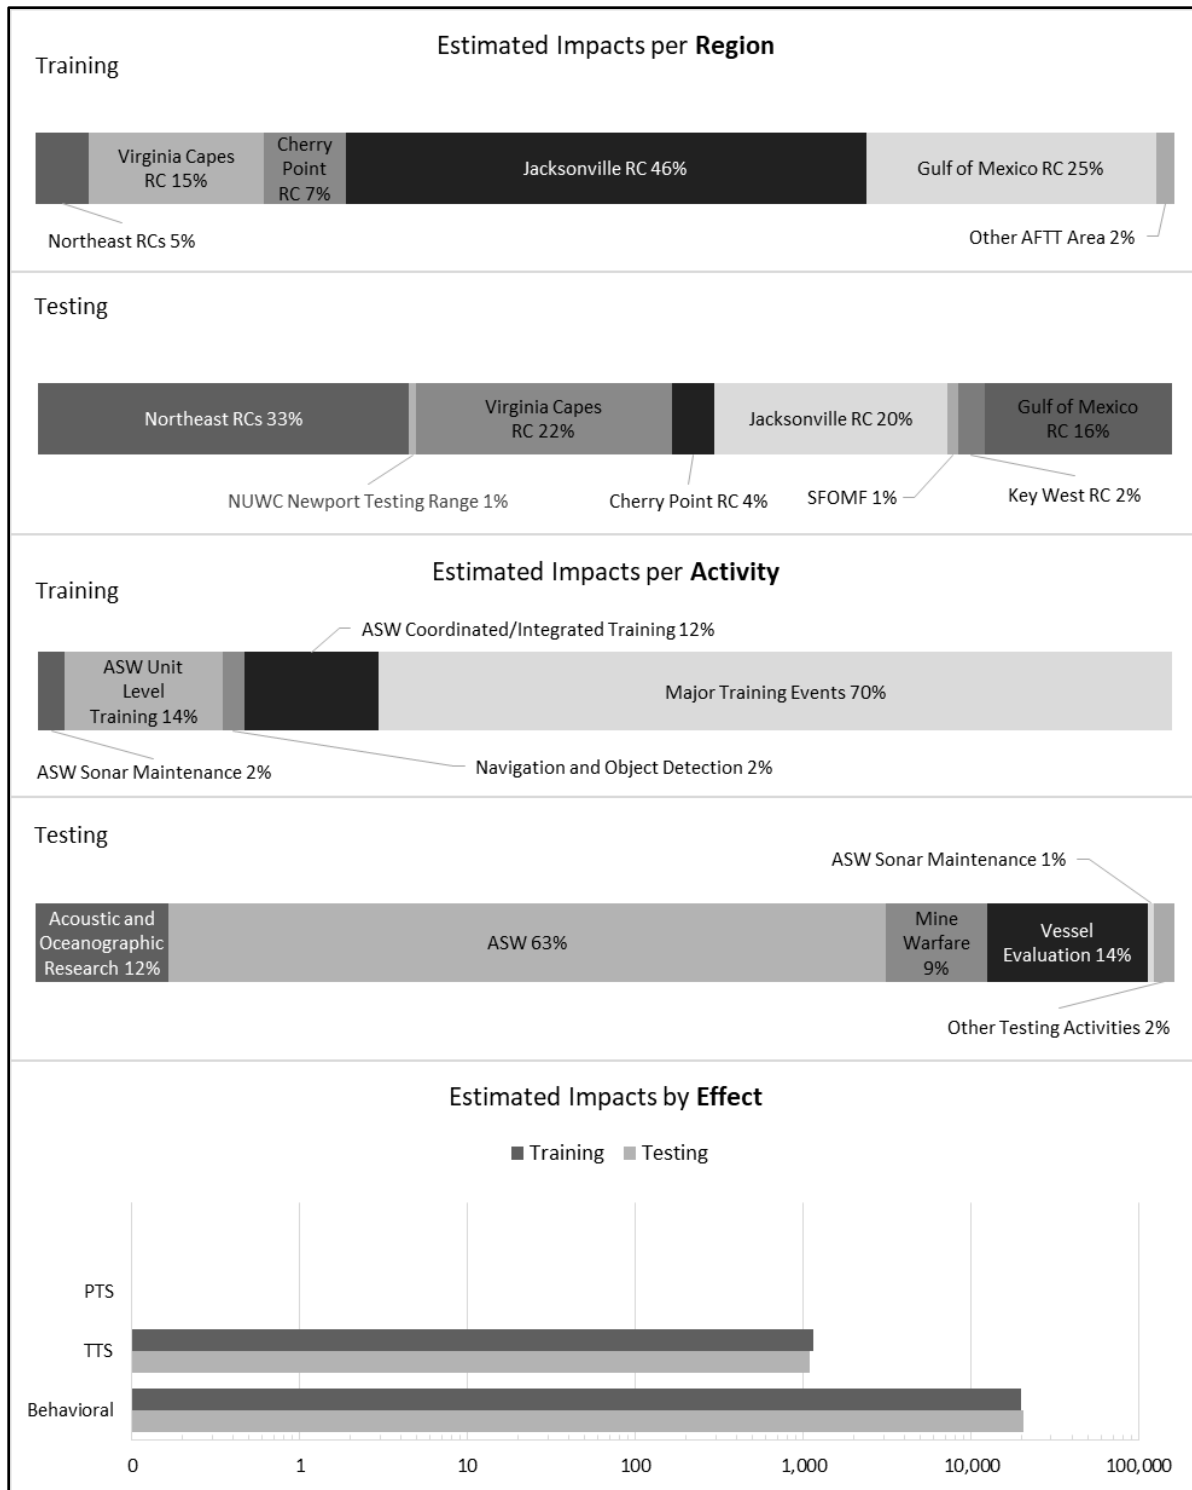 Estimated Impacts per Region
Training
Virginia Capes
RC 15%
Cherry
Point
RC 7%
Jacksonville RC 46%
Gulf of Mexico RC 25%
Northeast RCs 5%
Other AFTT Area 2%
Testing
Northeast RCs 33%
Virginia Capes
RC 22%
Jacksonville RC 20%
Gulf of Mexico
RC 16%
NUWC Newport Testing Range 1%
Cherry Point RC 4%
SFOMF 1%
Key West RC 2%
Estimated Impacts per Activity
Training
ASW Coordinated/Integrated Training 12%
ASW Unit
Level
Training 14%
Major Training Events 70%
ASW Sonar Maintenance 2%
Navigation and Object Detection 2%
Testing
ASW Sonar Maintenance 1%
Acoustic and
Oceanographic
Research 12%
ASW 63%
Mine
Warfare
9%
Vessel
Evaluation 14%
Other Testing Activities 2%
Estimated Impacts by Effect
Training Testing
PTS
TTS
Behavioral
0 1 10 100 1,000 10,000 100,000